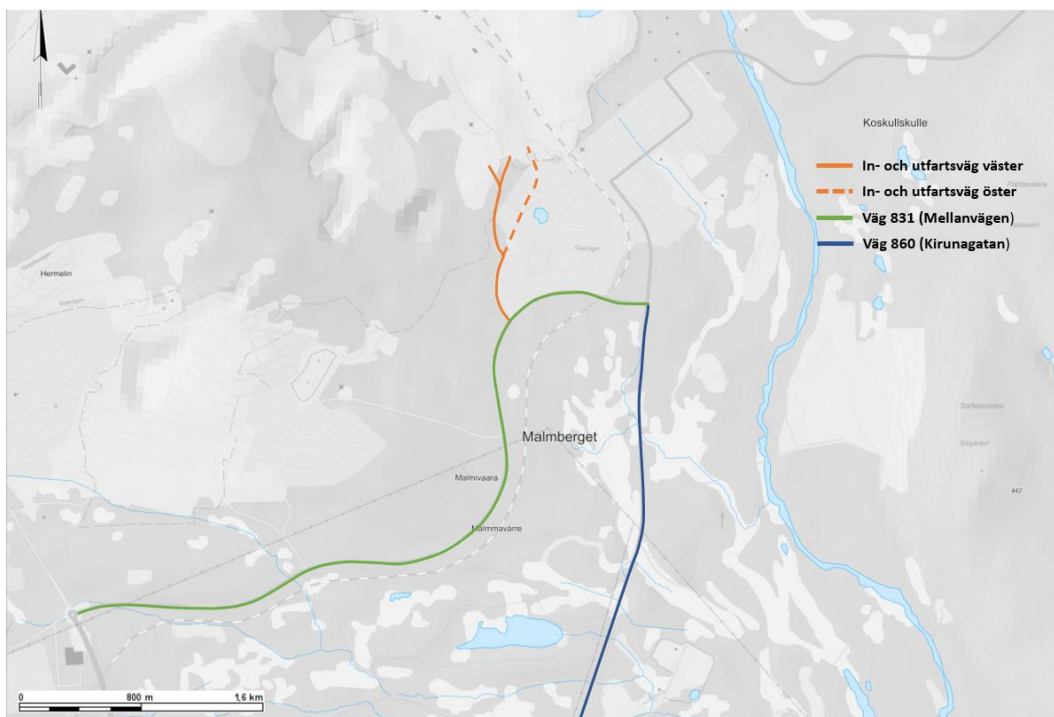 Koskullskulle
In- och utfartsväg väster
In- och utfartsväg öster
Väg 831 (Mellanvägen)
Väg 860 (Kirunagatan)
Hermelin
Malmberget
Malmivaara
Malmmavárre
442
0 800 m 1,6 km